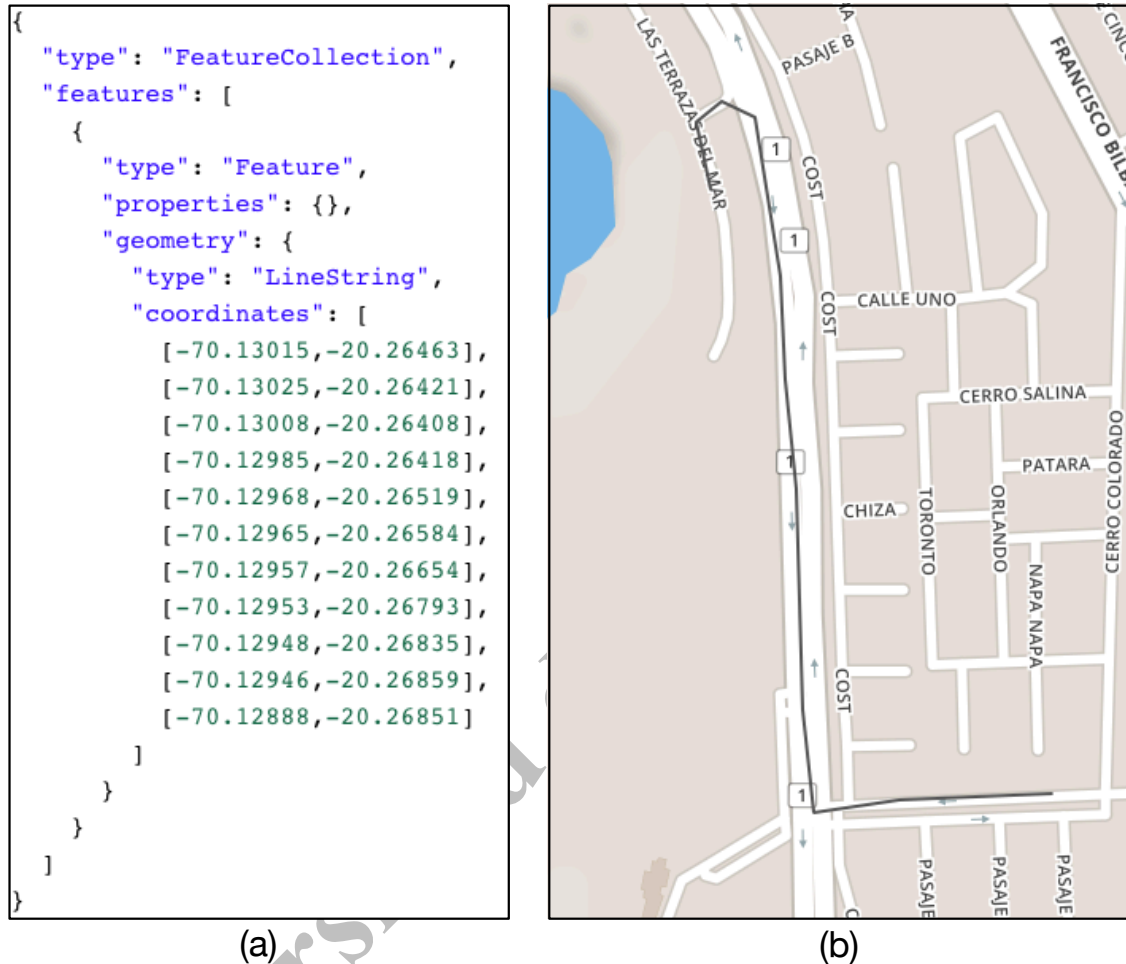 {
"type": "FeatureCollection",
"features": [
{
"type": "Feature",
"properties": {},
"geometry": {
"type": "LineString",
"coordinates": [
[-70.13015,-20.26463],
[-70.13025,-20.26421],
[-70.13008,-20.26408],
[-70.12985,-20.26418],
[-70.12968,-20.26519],
[-70.12965,-20.26584],
[-70.12957,-20.26654],
[-70.12953,-20.26793],
[-70.12948,-20.26835],
[-70.12946,-20.26859],
[-70.12888,-20.26851]
]
}
}
]
}
(a)
LAS TERRAZAS DEL MAR
PASAJE B
FRANCISCO BILB
1
COST
1
COST
CALLE UNO
CERRO SALINA
1
PATARA
CHIZA
TORONTO
ORLANDO
CERRO COLORADO
NAPA NAPA
COST
1
PASAJE
PASAJE
PASAJE
(b)